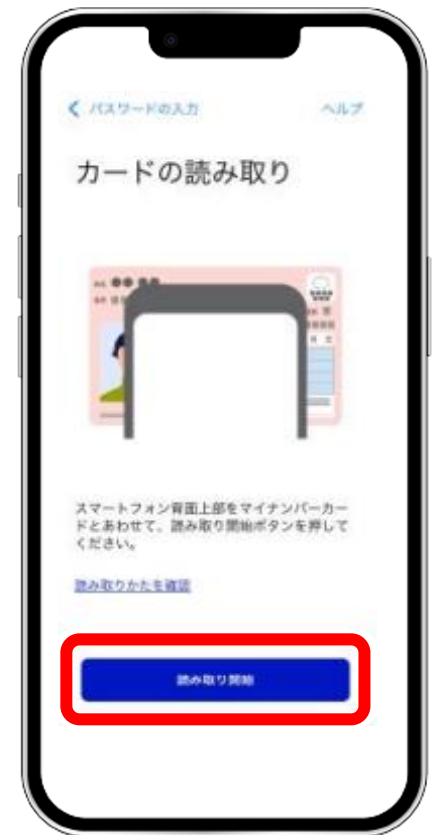 パスワードの入力
ヘルプ
カードの読み取り
スマートフォン背面上部をマイナンバーカー
ドとあわせて、読み取り開始ボタンを押して
ください。
読み取りかたを確認
読み取り開始